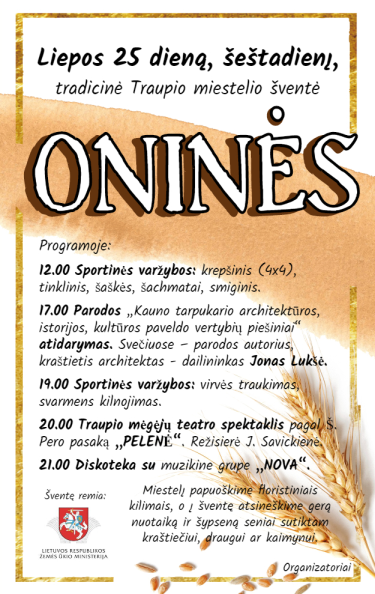 Liepos 25 dieną, šeštadienį,
tradicinė Traupio miestelio šventė
ONINĖS
Programoje:
12.00 Sportinės varžybos: krepšinis (4x4),
tinklinis, šaškės, šachmatai, smiginis.
17.00 Parodos „Kauno tarpukario architektūros,
istorijos, kultūros paveldo vertybių piešiniai“
atidarymas. Svečiuose – parodos autorius,
kraštietis architektas - dailininkas Jonas Lukšė.
19.00 Sportinės varžybos: virvės traukimas,
svarmens kilnojimas.
20.00 Traupio mėgėjų teatro spektaklis pagal Š.
Pero pasaką „PELENĖ“. Režisierė J. Savickienė.
21.00 Diskoteka su muzikine grupe „NOVA“.
Šventę remia:
LIETUVOS RESPUBLIKOS
ŽEMĖS ŪKIO MINISTERIJA
Miestelį papuoškime floristiniais
kilimais, o į šventę atsineškime gerą
nuotaiką ir šypseną seniai sutiktam
kraštiečiui, draugui ar kaimynui.
Organizatoriai